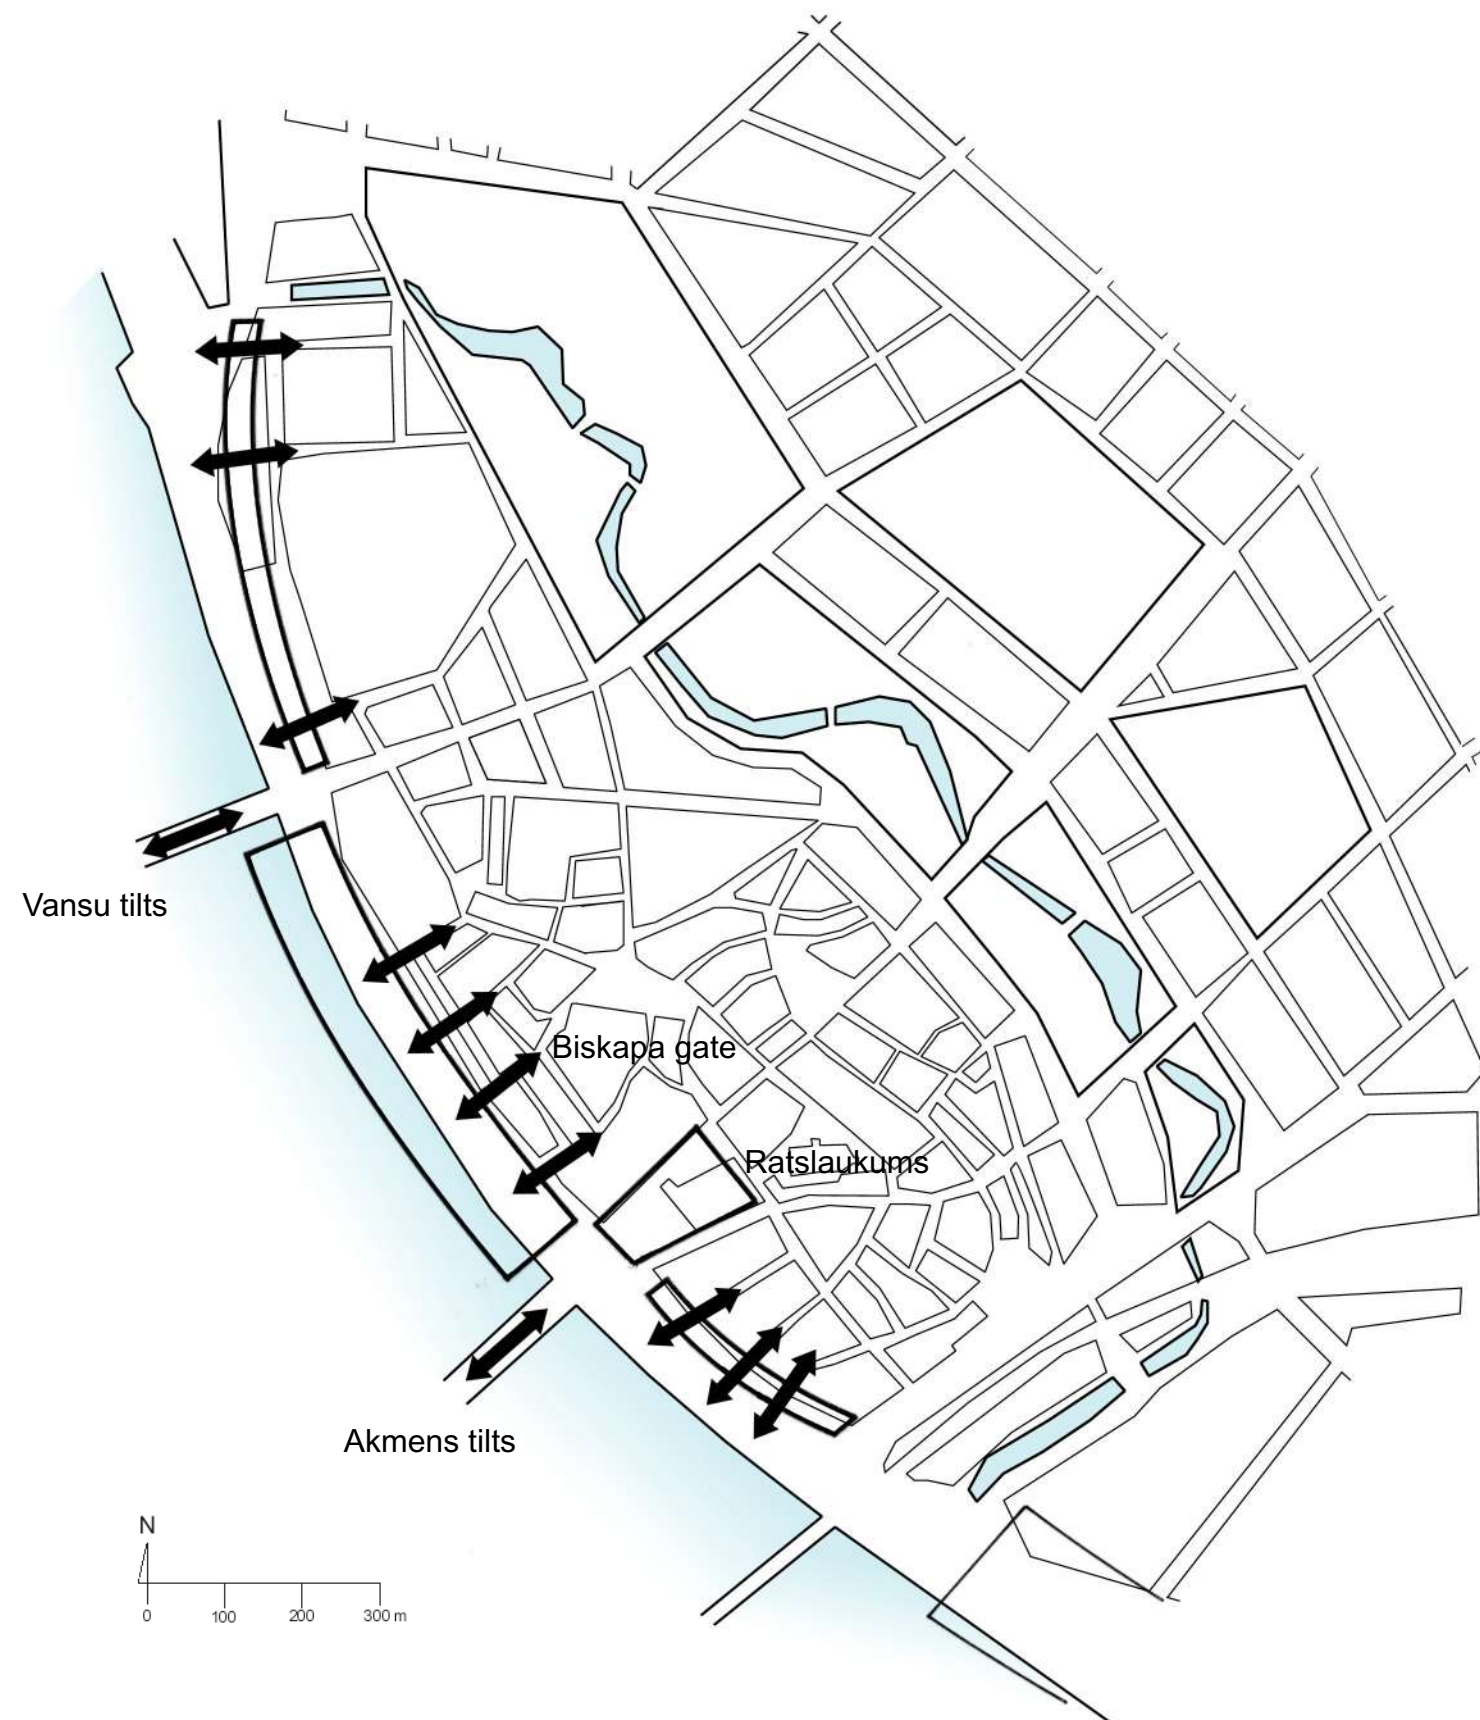 Vansu tilts
Biskapa gate
Ratslaukums
Akmens tilts
N
0 100 200 300 m